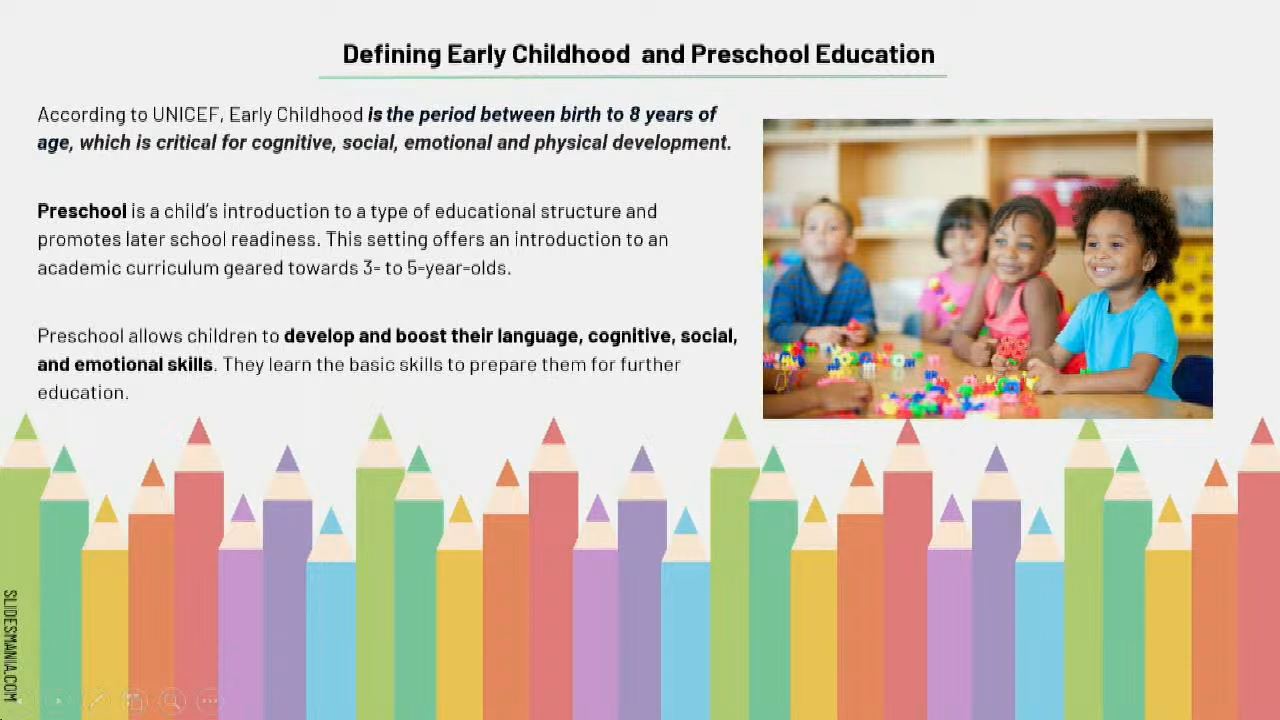 Defining Early Childhood  and Preschool Education
According to UNICEF, Early Childhood is the period between birth to 8 years of
age, which is critical for cognitive, social, emotional and physical development.
Preschool is a child's introduction to a type of educational structure and
promotes later school readiness. This setting offers an introduction to an
academic curriculum geared towards 3- to 5-year-olds.
Preschool allows children to develop and boost their language, cognitive, social,
and emotional skills. They learn the basic skills to prepare them for further
education.
SLIDESMANIA.COM